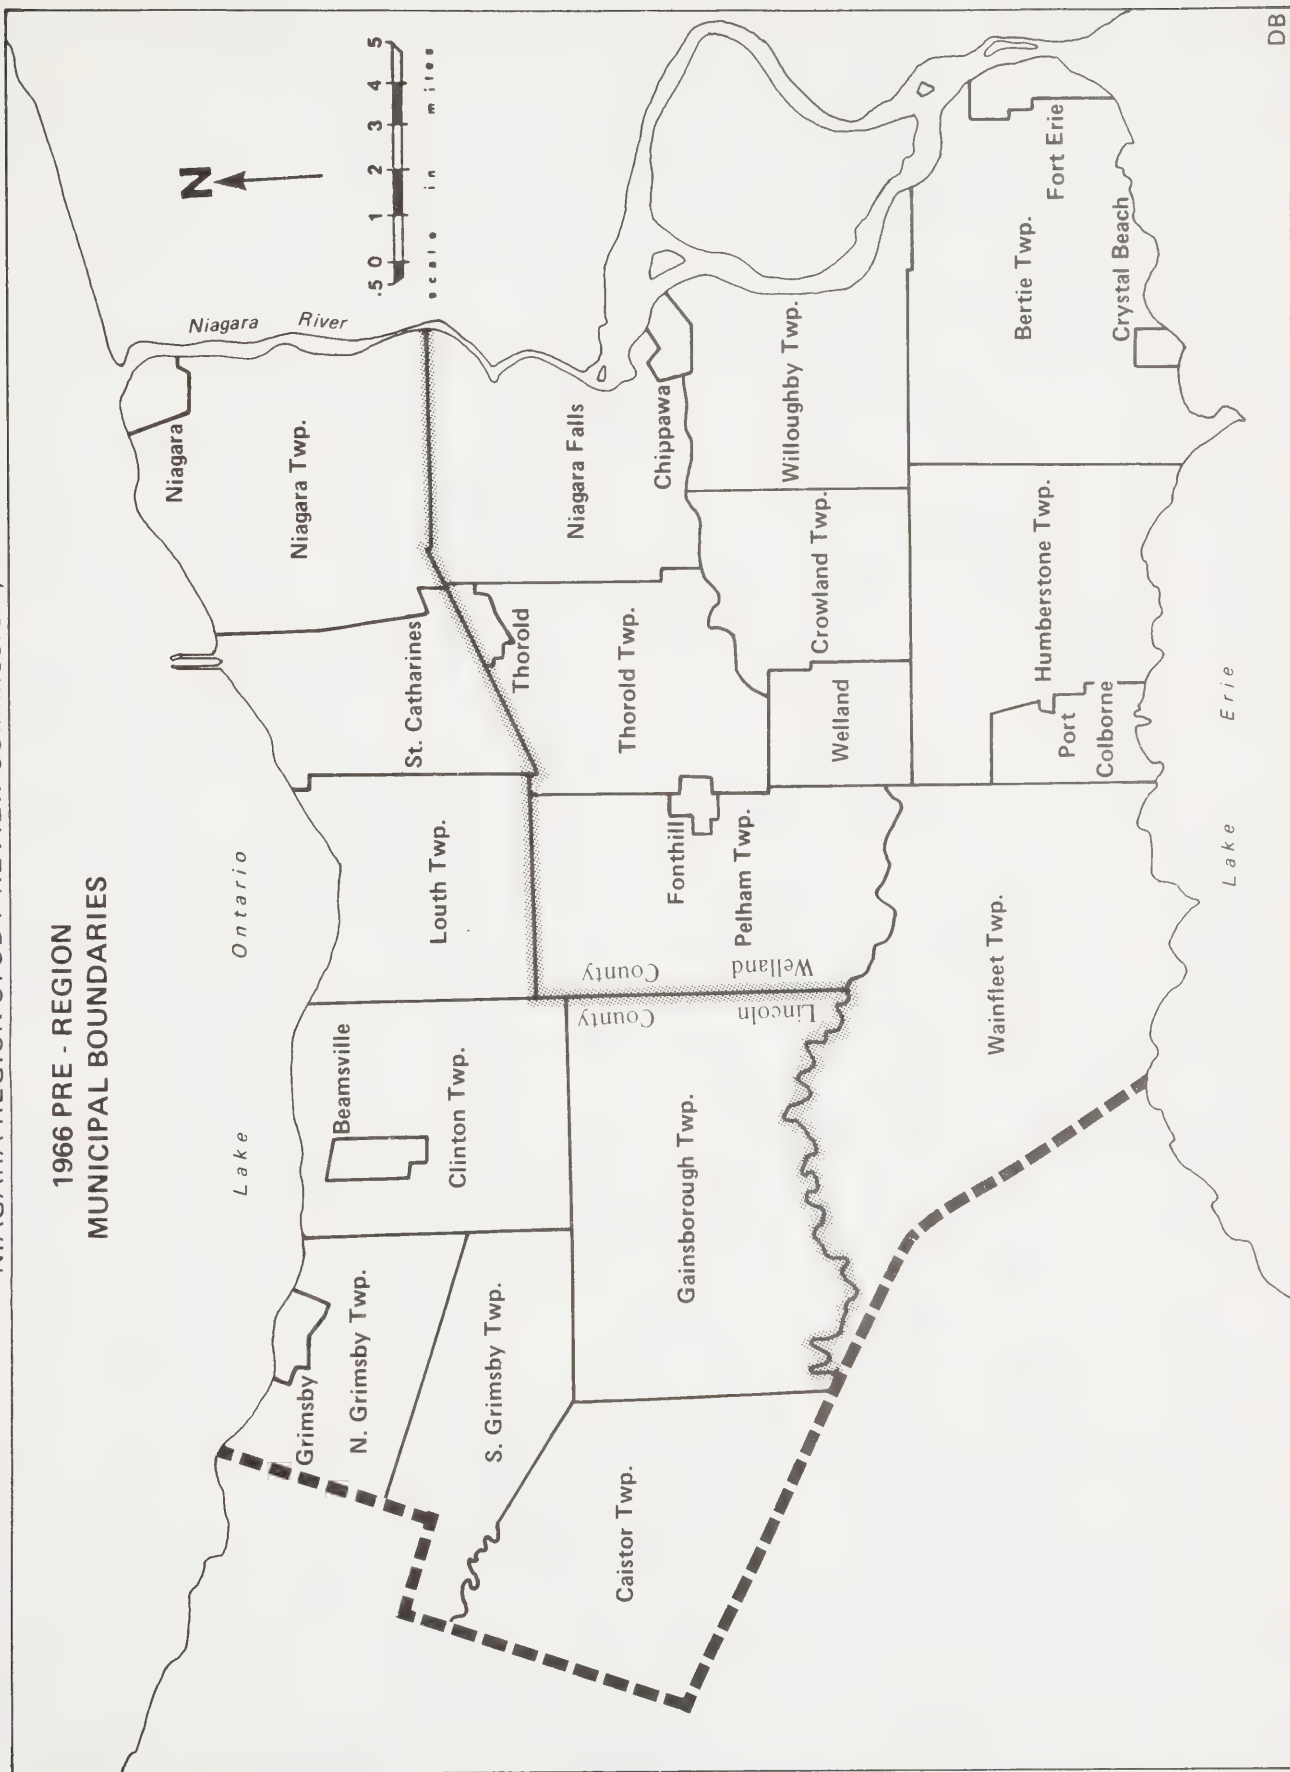 1966 PRE - REGION
MUNICIPAL BOUNDARIES
Lake Ontario
N
.5 0 1 2 3 4 5
scale in miles
Niagara River
Niagara
Niagara Twp.
St. Catharines
Louth Twp.
Beamsville
Clinton Twp.
Grimsby
N. Grimsby Twp.
S. Grimsby Twp.
Caistor Twp.
Gainsborough Twp.
Lincoln County
Welland County
Thorold
Thorold Twp.
Niagara Falls
Chippawa
Fonthill
Pelham Twp.
Welland
Crowland Twp.
Willoughby Twp.
Wainfleet Twp.
Port
Colborne
Humberstone Twp.
Bertie Twp.
Fort Erie
Crystal Beach
Lake Erie
DB